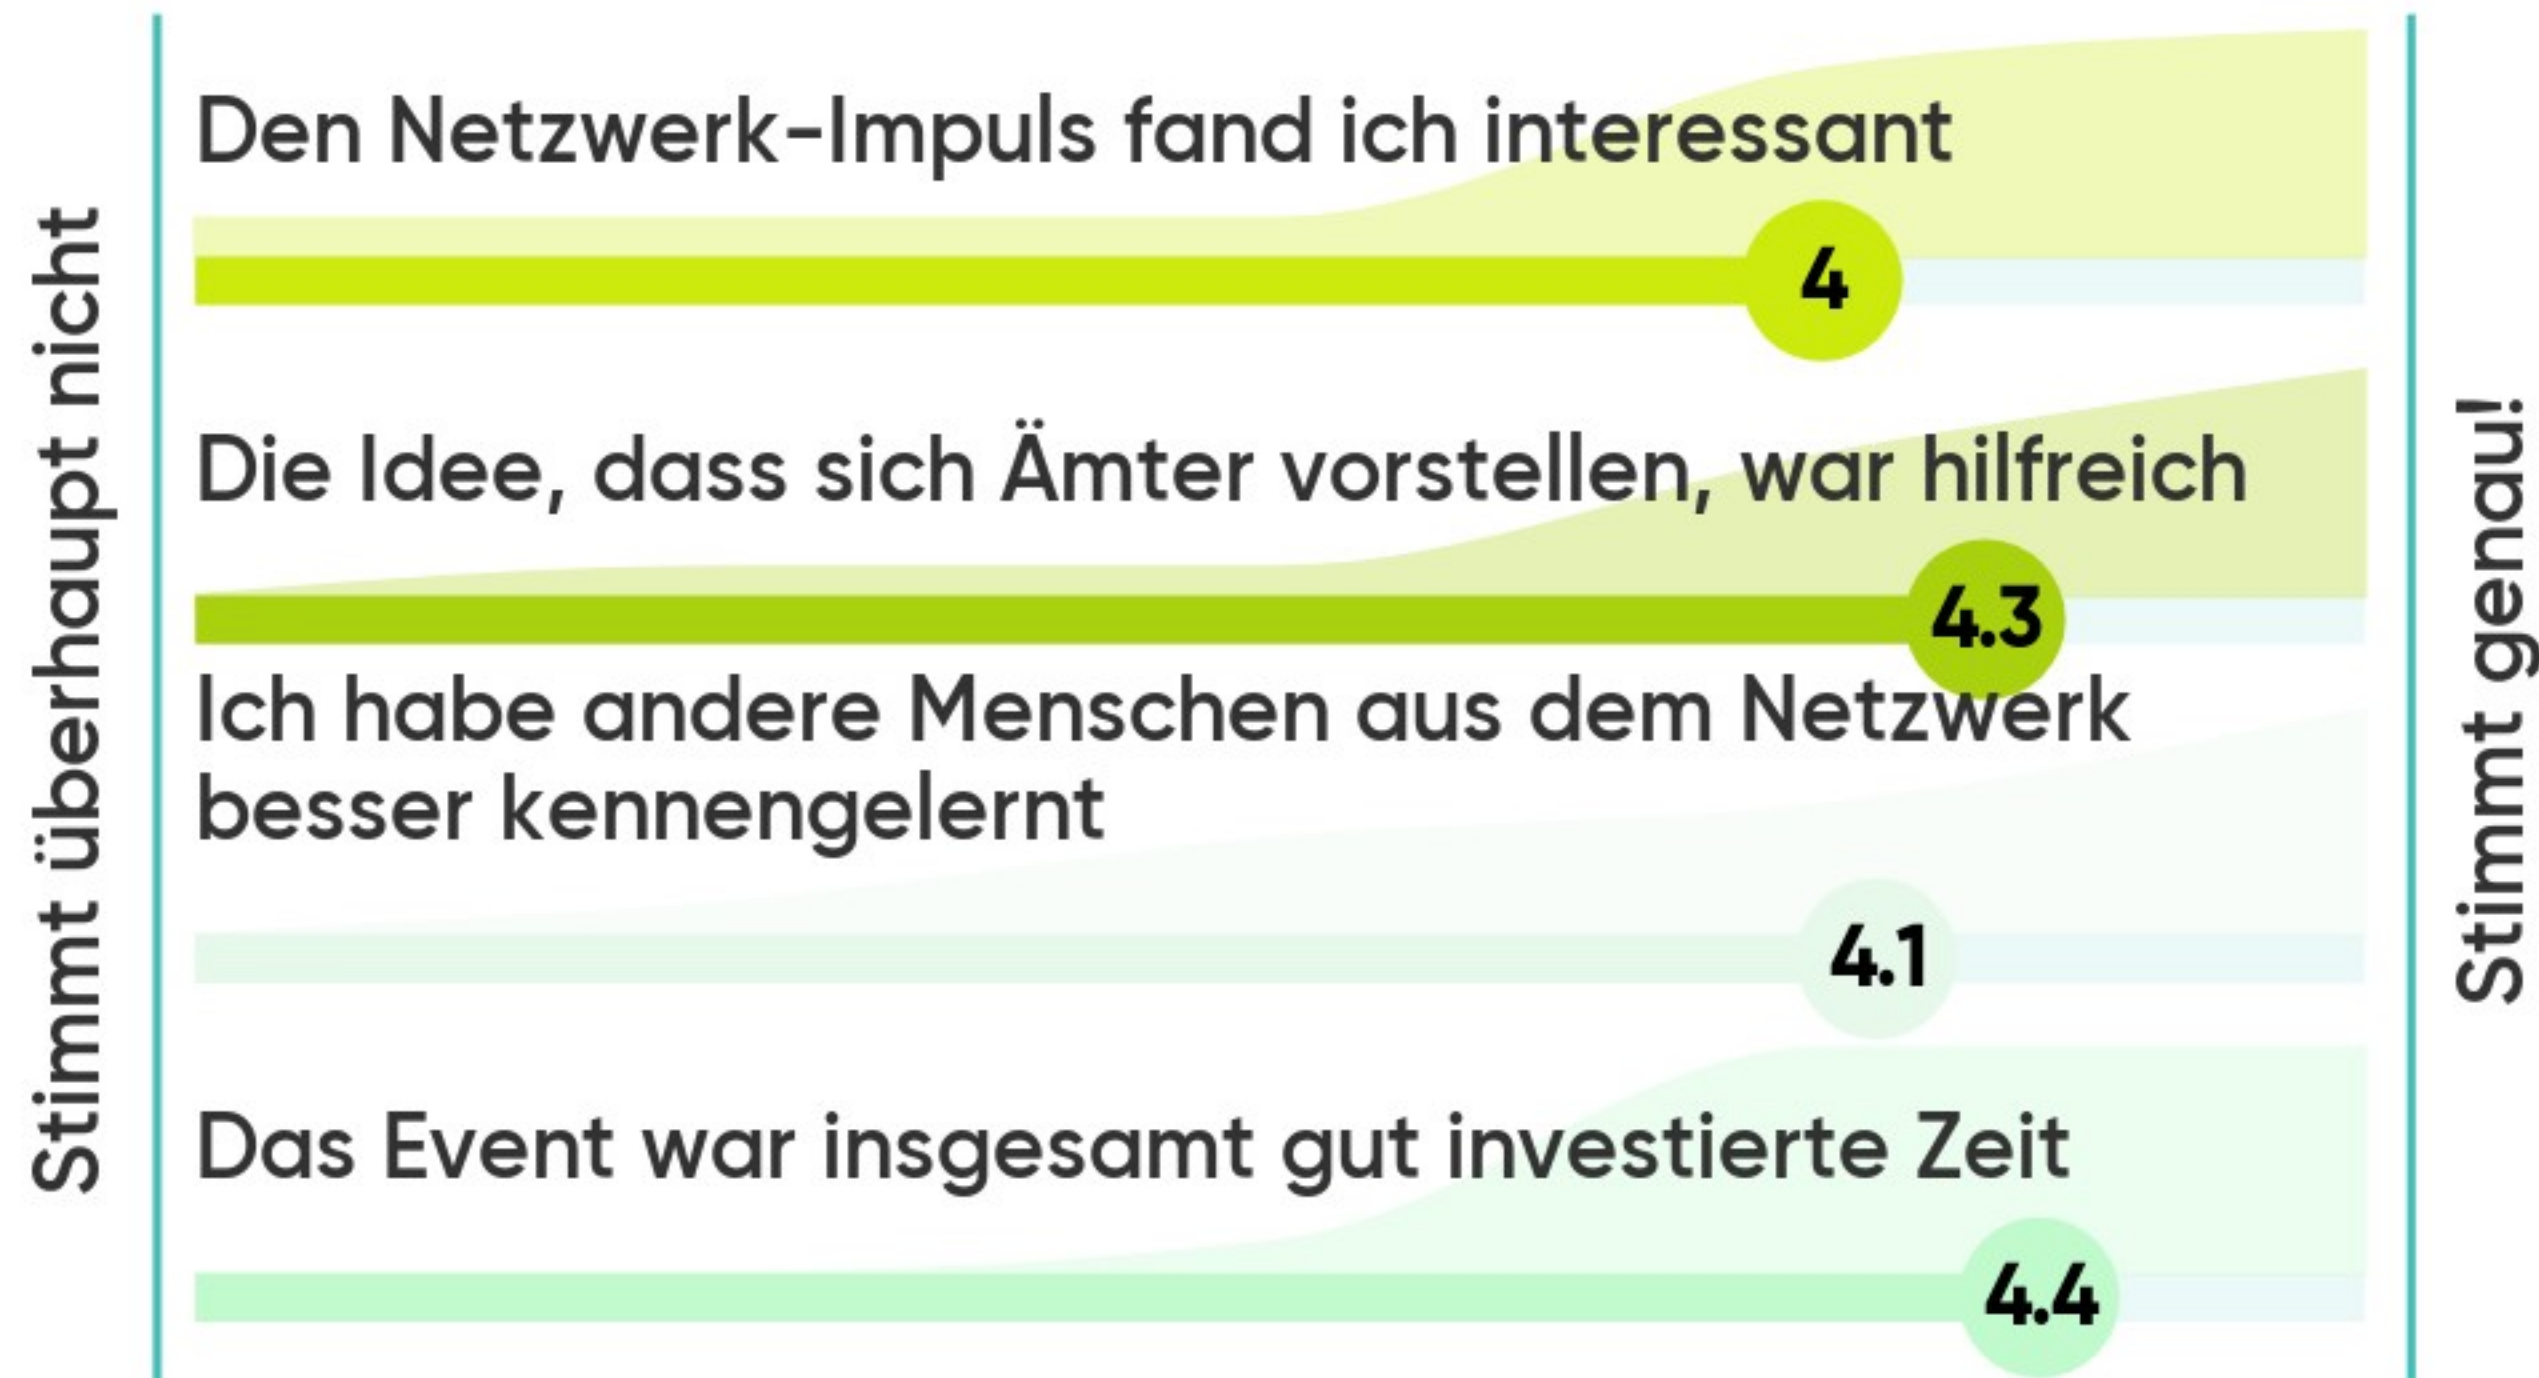 Stimmt überhaupt nicht
Den Netzwerk-Impuls fand ich interessant
4
Die Idee, dass sich Ämter vorstellen, war hilfreich
4.3
Ich habe andere Menschen aus dem Netzwerk
besser kennengelernt
4.1
Das Event war insgesamt gut investierte Zeit
4.4
Stimmt genau!